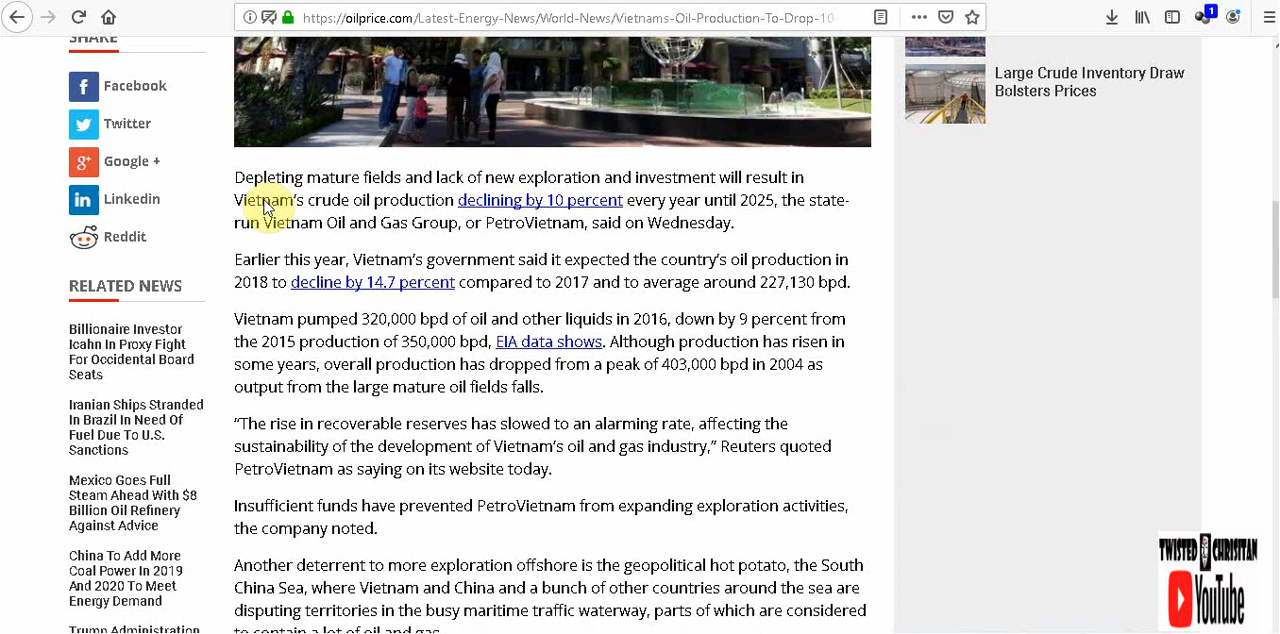 https://oilprice.com/Latest-Energy-News/World-News/Vietnams-Oil-Production-To-Drop-10-
1
SHARE
Facebook
Twitter
Google +
Linkedin
Reddit
RELATED NEWS
Billionaire Investor
Icahn In Proxy Fight
For Occidental Board
Seats
Iranian Ships Stranded
In Brazil In Need Of
Fuel Due To U.S.
Sanctions
Mexico Goes Full
Steam Ahead With $8
Billion Oil Refinery
Against Advice
China To Add More
Coal Power In 2019
And 2020 To Meet
Energy Demand
Trump Administration
Depleting mature fields and lack of new exploration and investment will result in
Vietnam's crude oil production declining by 10 percent every year until 2025, the state-
run Vietnam Oil and Gas Group, or PetroVietnam, said on Wednesday.
Earlier this year, Vietnam's government said it expected the country's oil production in
2018 to decline by 14.7 percent compared to 2017 and to average around 227,130 bpd.
Vietnam pumped 320,000 bpd of oil and other liquids in 2016, down by 9 percent from
the 2015 production of 350,000 bpd, EIA data shows. Although production has risen in
some years, overall production has dropped from a peak of 403,000 bpd in 2004 as
output from the large mature oil fields falls.
“The rise in recoverable reserves has slowed to an alarming rate, affecting the
sustainability of the development of Vietnam's oil and gas industry,” Reuters quoted
PetroVietnam as saying on its website today.
Insufficient funds have prevented PetroVietnam from expanding exploration activities,
the company noted.
Another deterrent to more exploration offshore is the geopolitical hot potato, the South
China Sea, where Vietnam and China and a bunch of other countries around the sea are
disputing territories in the busy maritime traffic waterway, parts of which are considered
to contain a lot of oil and gas.
Large Crude Inventory Draw
Bolsters Prices
TWISTED CHRISITAN
YouTube